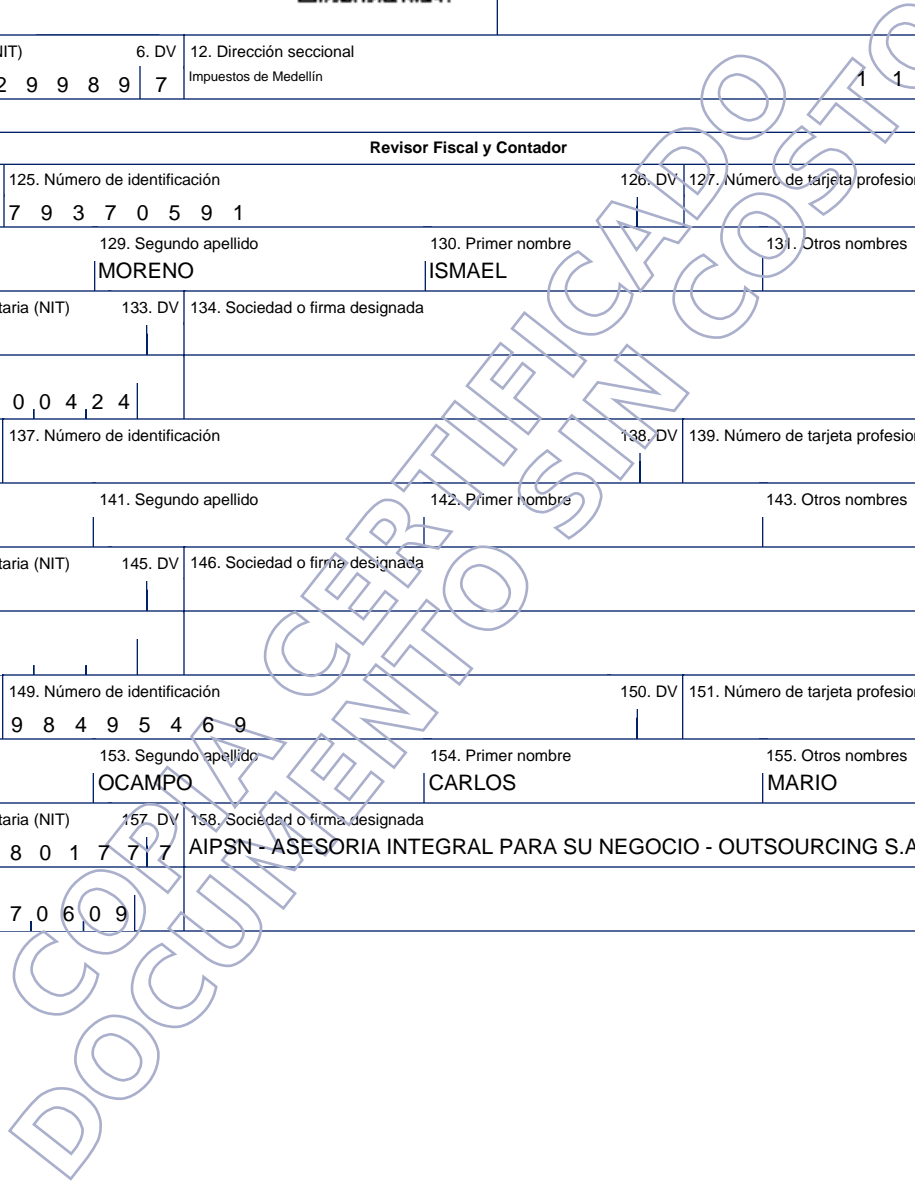 NIT) 6. DV 12. Dirección seccional
2 9 9 8 9 7 Impuestos de Medellín 1 1
Revisor Fiscal y Contador
125. Número de identificación 126. DV 127. Número de tarjeta profesion
7 9 3 7 0 5 9 1
129. Segundo apellido 130. Primer nombre 131. Otros nombres
MORENO ISMAEL
taria (NIT) 133. DV 134. Sociedad o firma designada
0 0 4 2 4
137. Número de identificación 138. DV 139. Número de tarjeta profesion
141. Segundo apellido 142. Primer nombre 143. Otros nombres
taria (NIT) 145. DV 146. Sociedad o firma designada
149. Número de identificación 150. DV 151. Número de tarjeta profesion
9 8 4 9 5 4 6 9
153. Segundo apellido 154. Primer nombre 155. Otros nombres
OCAMPO CARLOS MARIO
taria (NIT) 157. DV 158. Sociedad o firma designada
8 0 1 7 7 7 AIPSN - ASESORIA INTEGRAL PARA SU NEGOCIO - OUTSOURCING S.A
7 0 6 0 9
COPIA CERTIFICADO
DOCUMENTO SIN COSTO